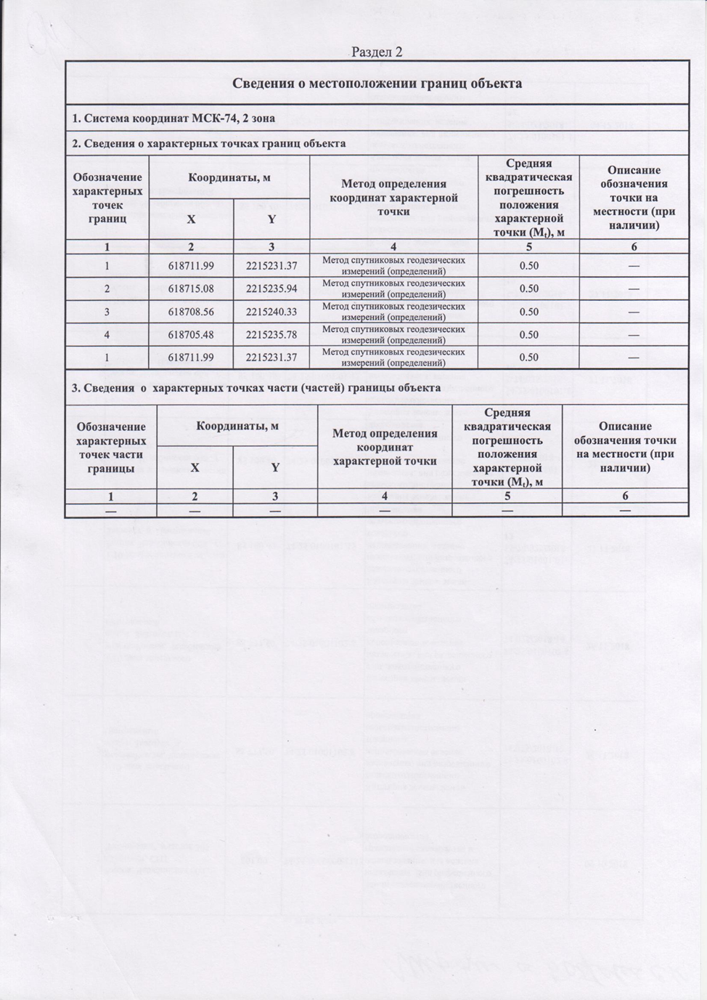 Раздел 2
Сведения о местоположении границ объекта
1. Система координат МСК-74, 2 зона
2. Сведения о характерных точках границ объекта
Обозначение характерных точек границ
Координаты, м
X
Y
Метод определения координат характерной точки
Средняя квадратическая погрешность положения характерной точки (Mt), м
Описание обозначения точки на местности (при наличии)
1 2 3 4 5 6
1 618711.99 2215231.37 Метод спутниковых геодезических измерений (определений) 0.50 —
2 618715.08 2215235.94 Метод спутниковых геодезических измерений (определений) 0.50 —
3 618708.56 2215240.33 Метод спутниковых геодезических измерений (определений) 0.50 —
4 618705.48 2215235.78 Метод спутниковых геодезических измерений (определений) 0.50 —
1 618711.99 2215231.37 Метод спутниковых геодезических измерений (определений) 0.50 —
3. Сведения о характерных точках части (частей) границы объекта
Обозначение характерных точек части границы
Координаты, м
X
Y
Метод определения координат характерной точки
Средняя квадратическая погрешность положения характерной точки (Mt), м
Описание обозначения точки на местности (при наличии)
1 2 3 4 5 6
— — — — — —